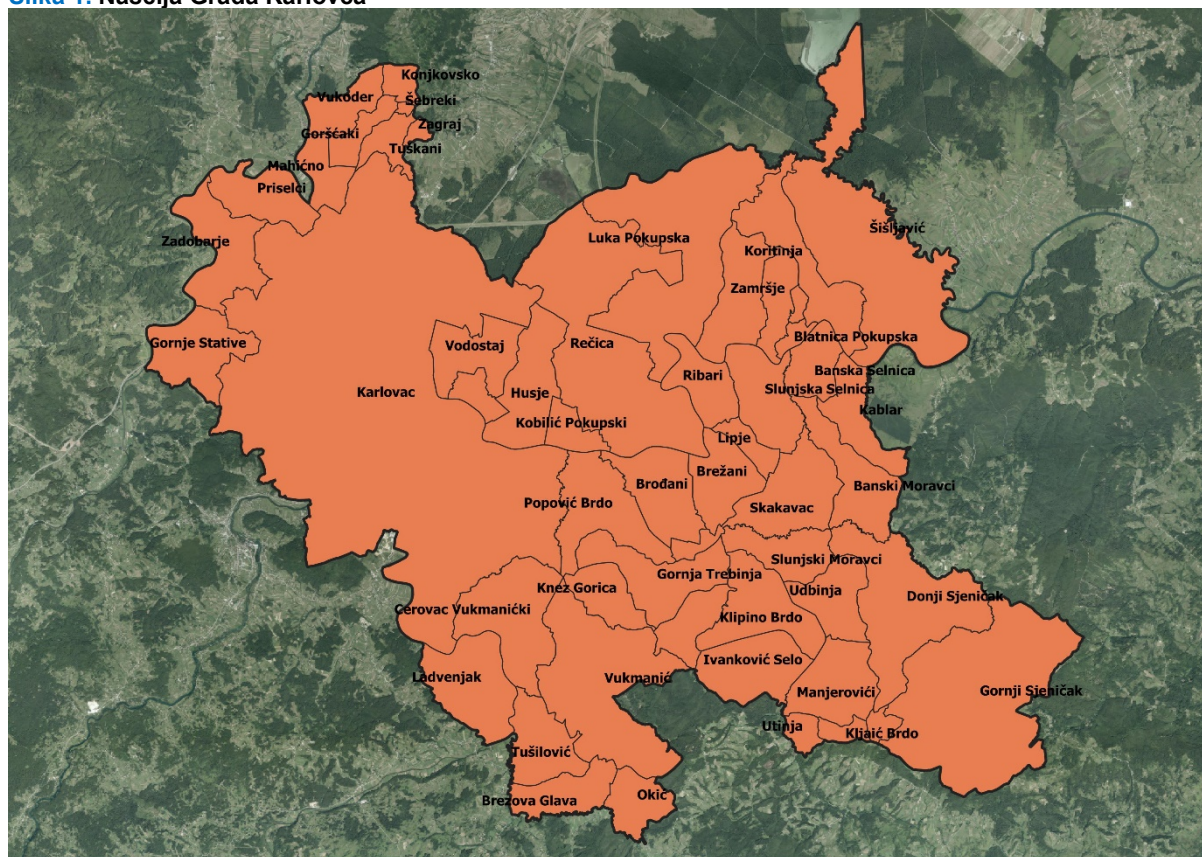 Slika 1. Naselja Grada Karlovca
Konjkovsko
Vukoder
Šebreki
Zagraj
Goršćaki
Tuškani
Mahićno
Priselci
Zadobarje
Šišljavić
Luka Pokupska
Koritinja
Zamršje
Gornje Stative
Vodostaj
Rečica
Blatnica Pokupska
Banska Selnica
Ribari
Slunjska Selnica
Karlovac
Husje
Kablar
Kobilić Pokupski
Lipje
Brežani
Brođani
Banski Moravci
Popović Brdo
Skakavac
Slunjski Moravci
Gornja Trebinja
Knez Gorica
Udbinja
Donji Sjeničak
Cerovac Vukmanićki
Klipino Brdo
Ivanković Selo
Ladvenjak
Vukmanić
Manjerovići
Gornji Sjeničak
Utinja
Kljaić Brdo
Tušilović
Okić
Brezova Glava